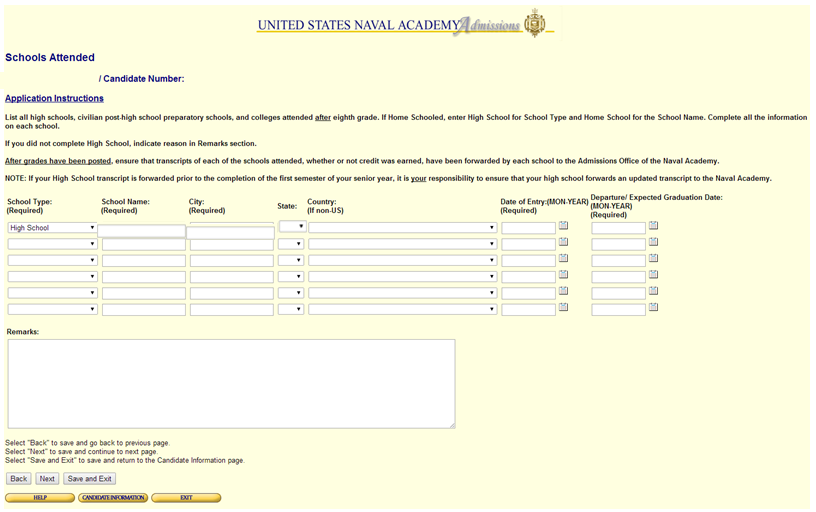 UNITED STATES NAVAL ACADEMY Admissions
Schools Attended
/ Candidate Number:
Application Instructions
List all high schools, civilian post-high school preparatory schools, and colleges attended after eighth grade. If Home Schooled, enter High School for School Type and Home School for the School Name. Complete all the information
on each school.
If you did not complete High School, indicate reason in Remarks section.
After grades have been posted, ensure that transcripts of each of the schools attended, whether or not credit was earned, have been forwarded by each school to the Admissions Office of the Naval Academy.
NOTE: If your High School transcript is forwarded prior to the completion of the first semester of your senior year, it is your responsibility to ensure that your high school forwards an updated transcript to the Naval Academy.
School Type:
(Required)
School Name:
(Required)
City:
(Required)
State:
Country:
(If non-US)
Date of Entry:(MON-YEAR)
(Required)
Departure/ Expected Graduation Date:
(MON-YEAR)
(Required)
High School
Remarks:
Select "Back" to save and go back to previous page.
Select "Next" to save and continue to next page.
Select "Save and Exit" to save and return to the Candidate Information page.
Back Next Save and Exit
HELP CANDIDATE INFORMATION EXIT